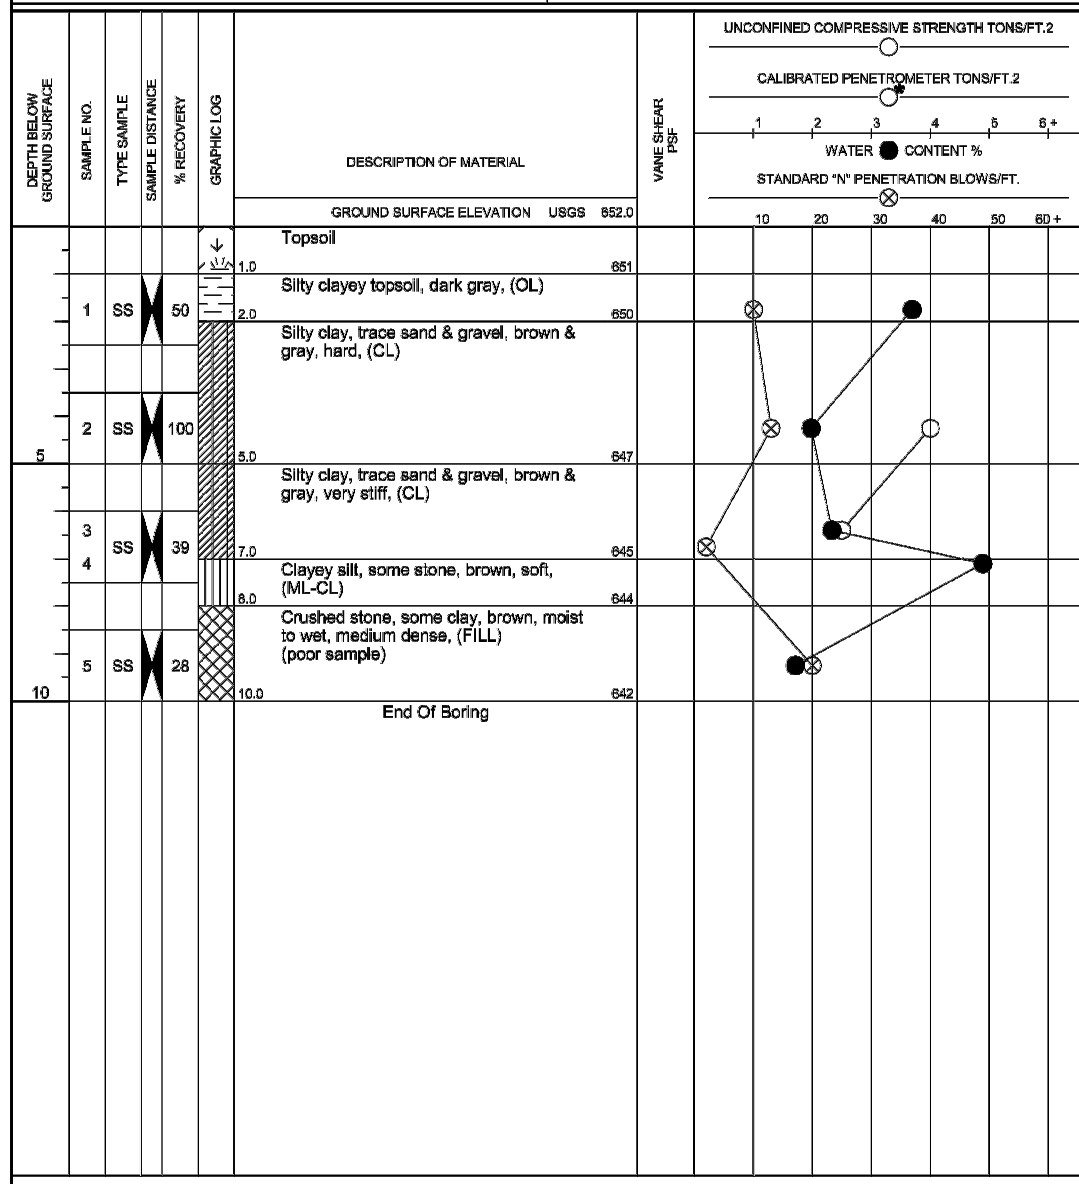 UNCONFINED COMPRESSIVE STRENGTH TONS/FT.2
CALIBRATED PENETROMETER TONS/FT.2
*
1 2 3 4 5 6+
WATER CONTENT %
STANDARD "N" PENETRATION BLOWS/FT.
10 20 30 40 50 60+
DEPTH BELOW
GROUND SURFACE
SAMPLE NO.
TYPE SAMPLE
SAMPLE DISTANCE
% RECOVERY
GRAPHIC LOG
DESCRIPTION OF MATERIAL
GROUND SURFACE ELEVATION USGS 652.0
VANE SHEAR
PSF
Topsoil
1.0 651
Silty clayey topsoil, dark gray, (OL)
1 SS 50
2.0 650
Silty clay, trace sand & gravel, brown &
gray, hard, (CL)
2 SS 100
5 5.0 647
Silty clay, trace sand & gravel, brown &
gray, very stiff, (CL)
3
SS 39
7.0 645
4
Clayey silt, some stone, brown, soft,
(ML-CL)
8.0 644
Crushed stone, some clay, brown, moist
to wet, medium dense, (FILL)
(poor sample)
5 SS 28
10 10.0 642
End Of Boring